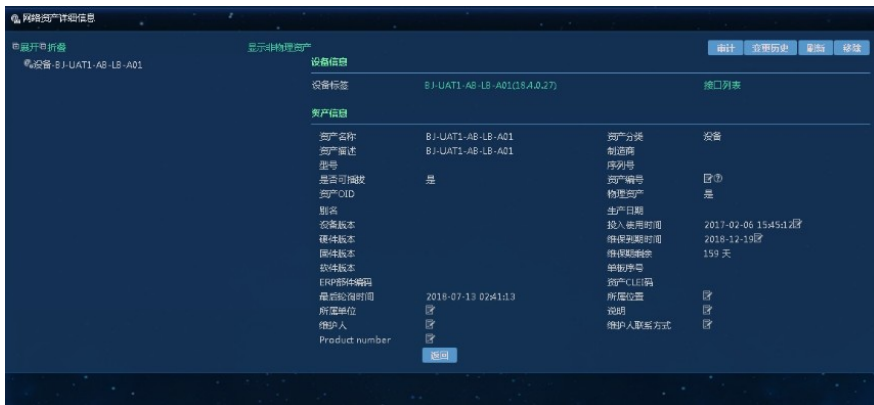 网络资产详细信息
展开 折叠 显示非物理资产 审计 变更历史 刷新 移除
设备-BJ-UAT1-AB-LB-A01 设备信息
设备标签 BJ-UAT1-AB-LB-A01(16.4.0.27) 接口列表
资产信息
资产名称 BJ-UAT1-AB-LB-A01 资产分类 设备
资产描述 BJ-UAT1-AB-LB-A01 制造商
型号 序列号
是否可插拔 是 资产编号
资产OID 物理资产 是
别名 生产日期
设备版本 投入使用时间 2017-02-06 15:45:12
硬件版本 维保到期时间 2018-12-19
固件版本 维保期剩余 159 天
软件版本 单板序号
ERP部件编码 资产CLEI码
最后轮询时间 2018-07-13 02:41:13 所属位置
所属单位 说明
维护人 维护人联系方式
Product number
返回